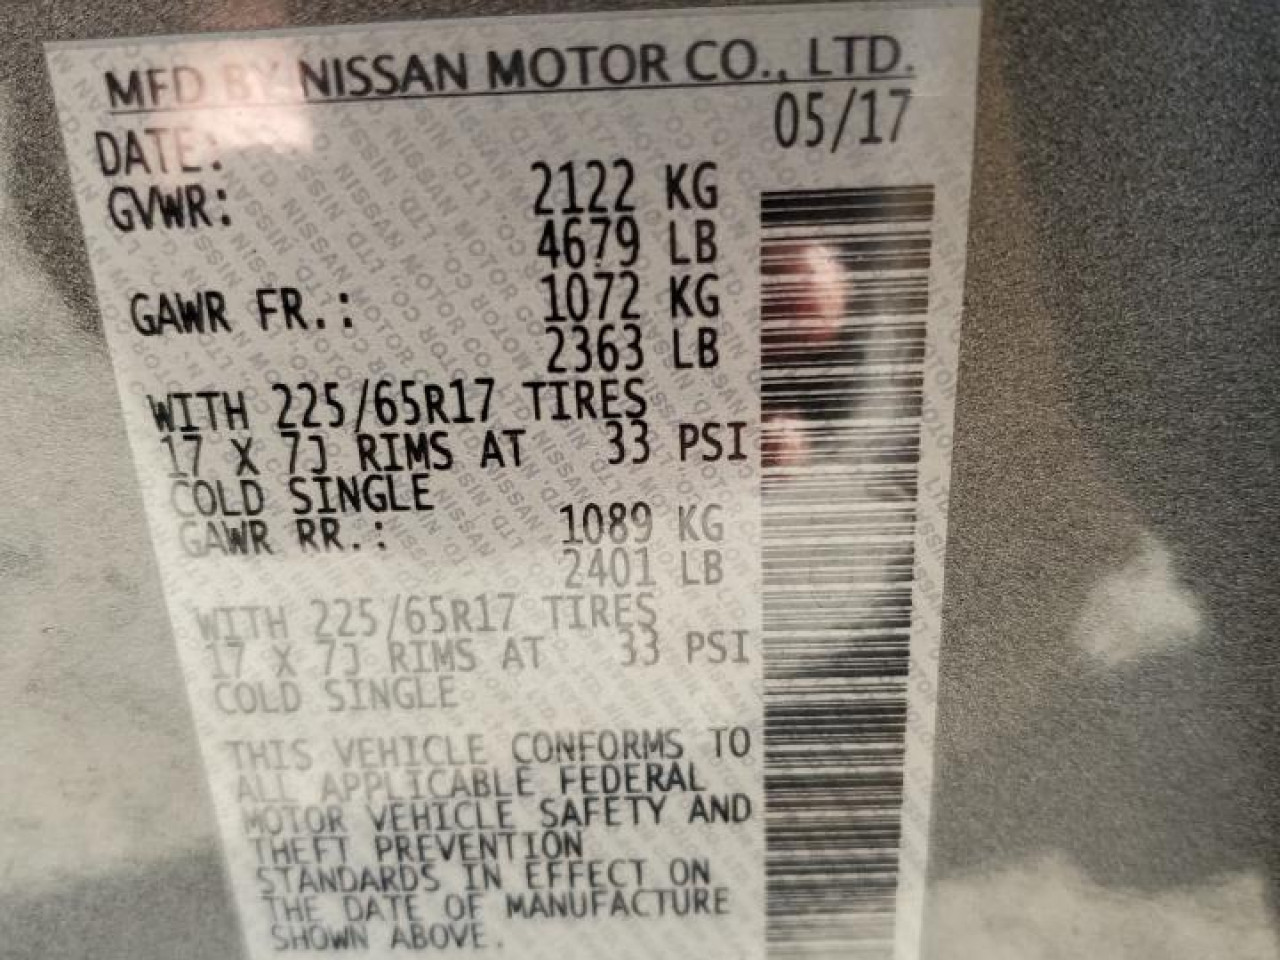 MFD BY NISSAN MOTOR CO., LTD.
DATE: 05/17
GVWR: 2122 KG
4679 LB
GAWR FR.: 1072 KG
2363 LB
WITH 225/65R17 TIRES
17 X 7J RIMS AT 33 PSI
COLD SINGLE
GAWR RR.: 1089 KG
2401 LB
WITH 225/65R17 TIRES
17 X 7J RIMS AT 33 PSI
COLD SINGLE
THIS VEHICLE CONFORMS TO
ALL APPLICABLE FEDERAL
MOTOR VEHICLE SAFETY AND
THEFT PREVENTION
STANDARDS IN EFFECT ON
THE DATE OF MANUFACTURE
SHOWN ABOVE.